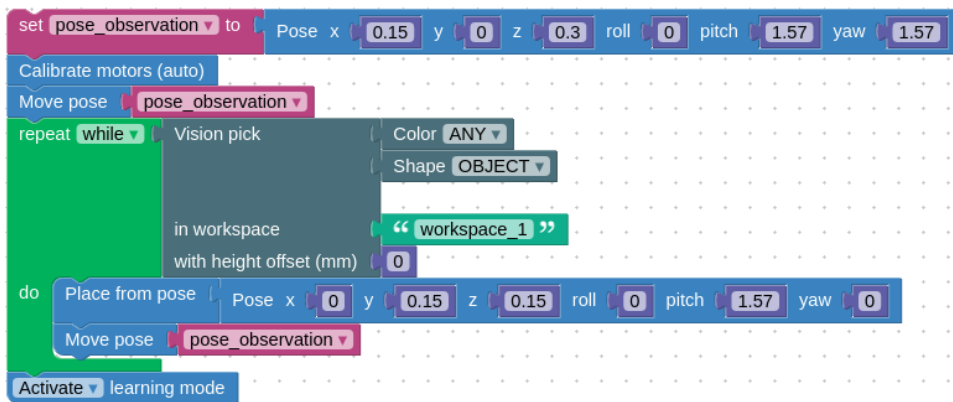 set pose_observation ▾ to Pose x 0.15 y 0 z 0.3 roll 0 pitch 1.57 yaw 1.57
Calibrate motors (auto)
Move pose pose_observation ▾
repeat while ▾ Vision pick Color ANY ▾
Shape OBJECT ▾
in workspace “ workspace_1 ”
with height offset (mm) 0
do Place from pose Pose x 0 y 0.15 z 0.15 roll 0 pitch 1.57 yaw 0
Move pose pose_observation ▾
Activate ▾ learning mode